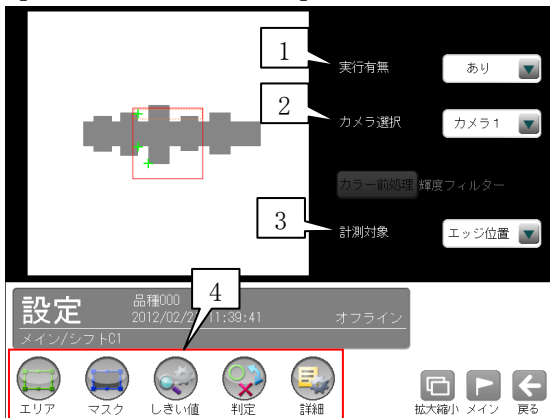 1
実行有無
あり
2
カメラ選択
カメラ1
カラー前処理 輝度フィルター
3
計測対象
エッジ位置
4
設定
品種000
2012/02/2 11:39:41
オフライン
メイン/シフトC1
エリア
マスク
しきい値
判定
詳細
拡大縮小
メイン
戻る